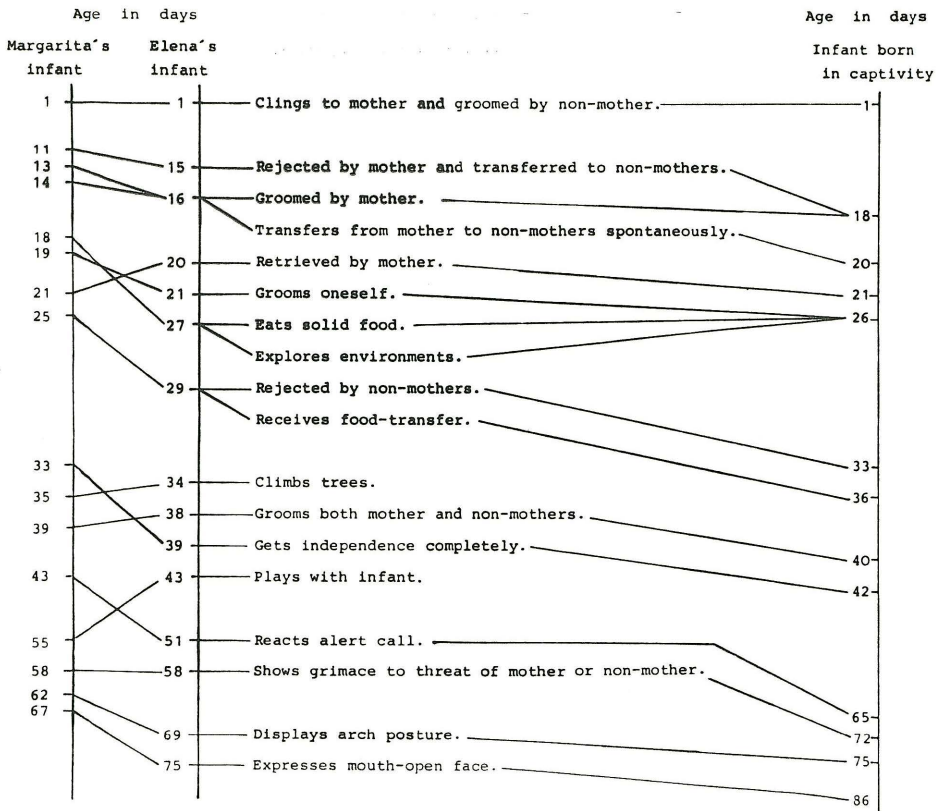 Age in days Age in days
Margarita´s Elena´s Infant born
infant infant in captivity
1 1 Clings to mother and groomed by non-mother. 1
11
13 15 Rejected by mother and transferred to non-mothers.
14 16 Groomed by mother. 18
Transfers from mother to non-mothers spontaneously.
18
19 20 Retrieved by mother. 20
21 21 Grooms oneself. 21
25 27 Eats solid food. 26
Explores environments.
29 Rejected by non-mothers.
Receives food-transfer.
33 33
35 34 Climbs trees. 36
39 38 Grooms both mother and non-mothers.
39 Gets independence completely. 40
43 43 Plays with infant. 42
55 51 Reacts alert call.
58 58 Shows grimace to threat of mother or non-mother.
62 65
67 69 Displays arch posture. 72
75 Expresses mouth-open face. 75
86